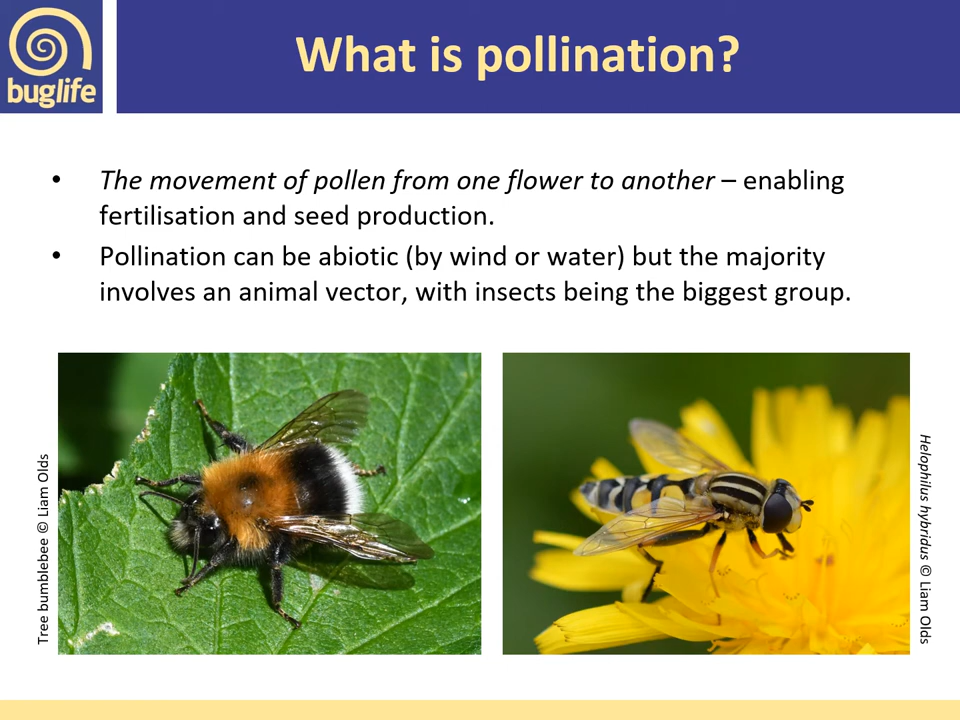 buglife
What is pollination?
• The movement of pollen from one flower to another – enabling
fertilisation and seed production.
• Pollination can be abiotic (by wind or water) but the majority
involves an animal vector, with insects being the biggest group.
Tree bumblebee © Liam Olds
Helophilus hybridus © Liam Olds